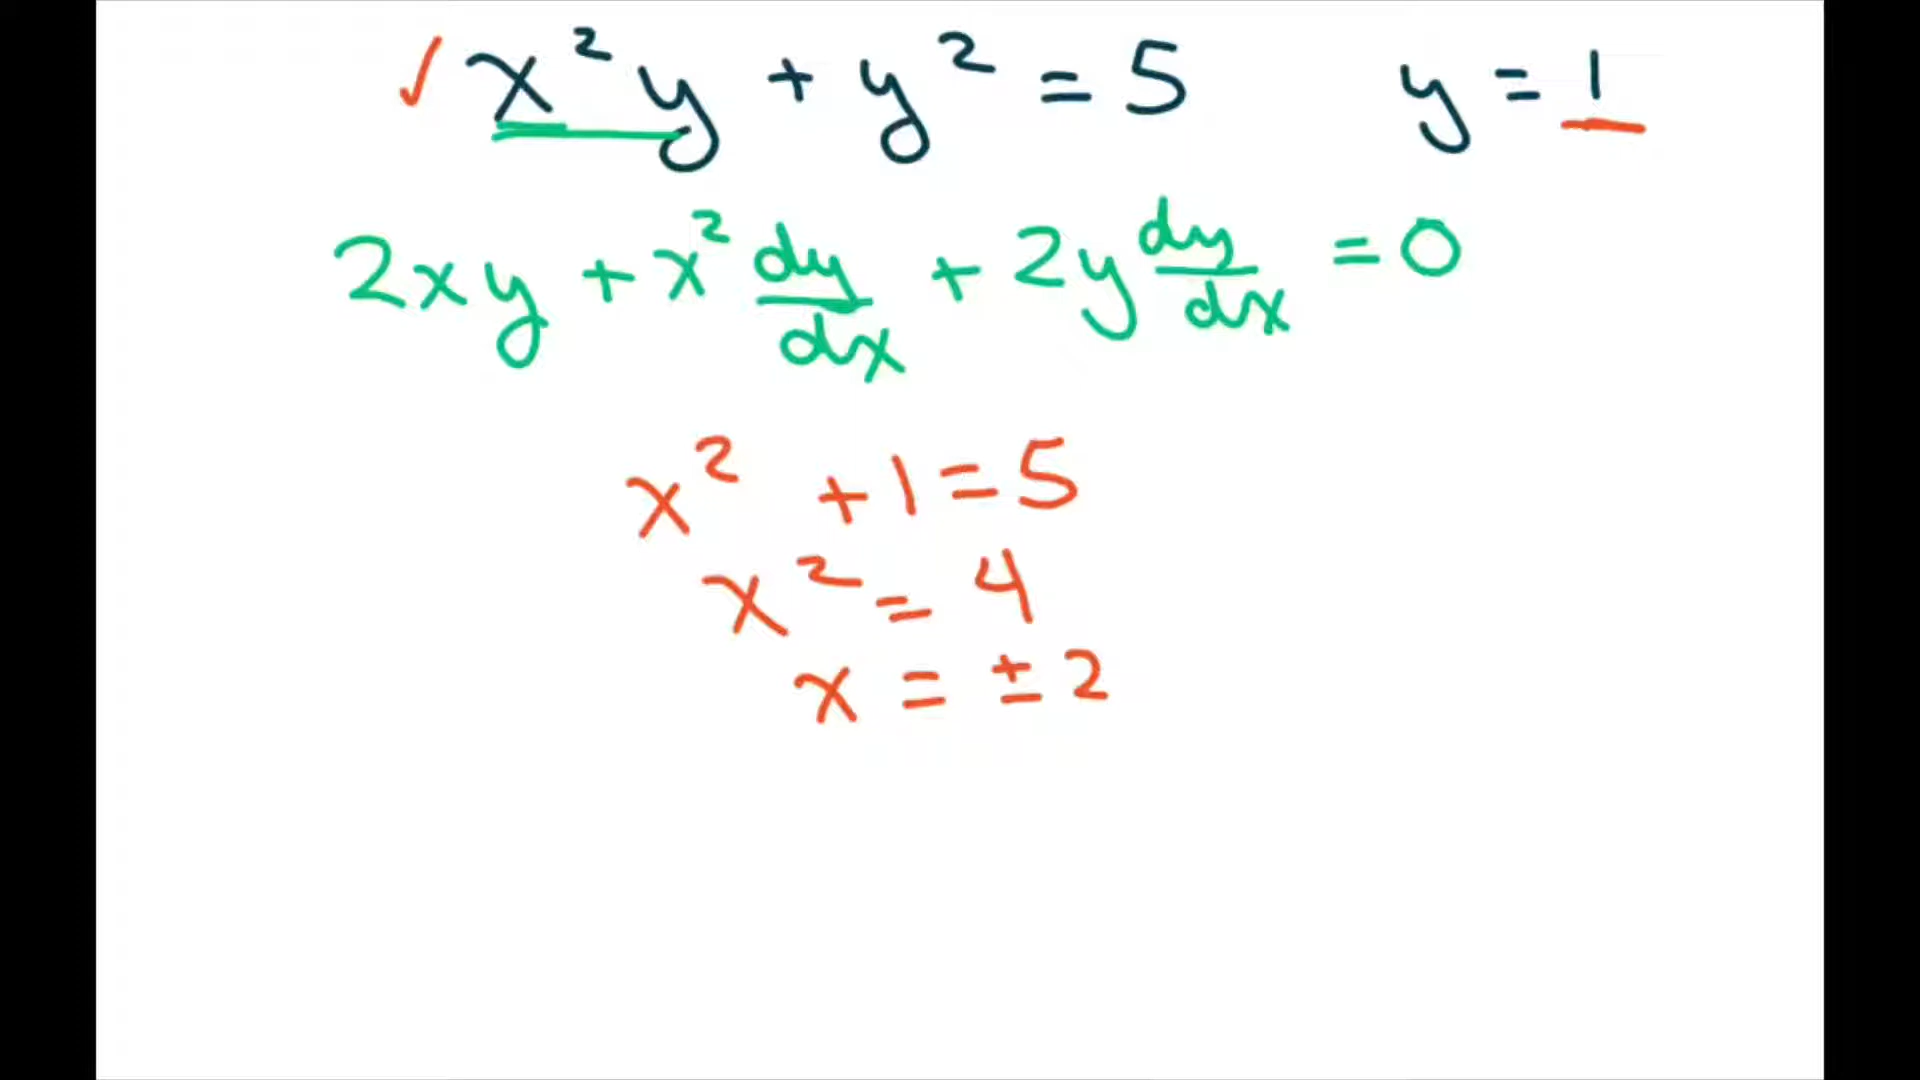 ✓ x²y + y² = 5 y = 1
2xy + x² dy/dx + 2y dy/dx = 0
x² + 1 = 5
x² = 4
x = ± 2